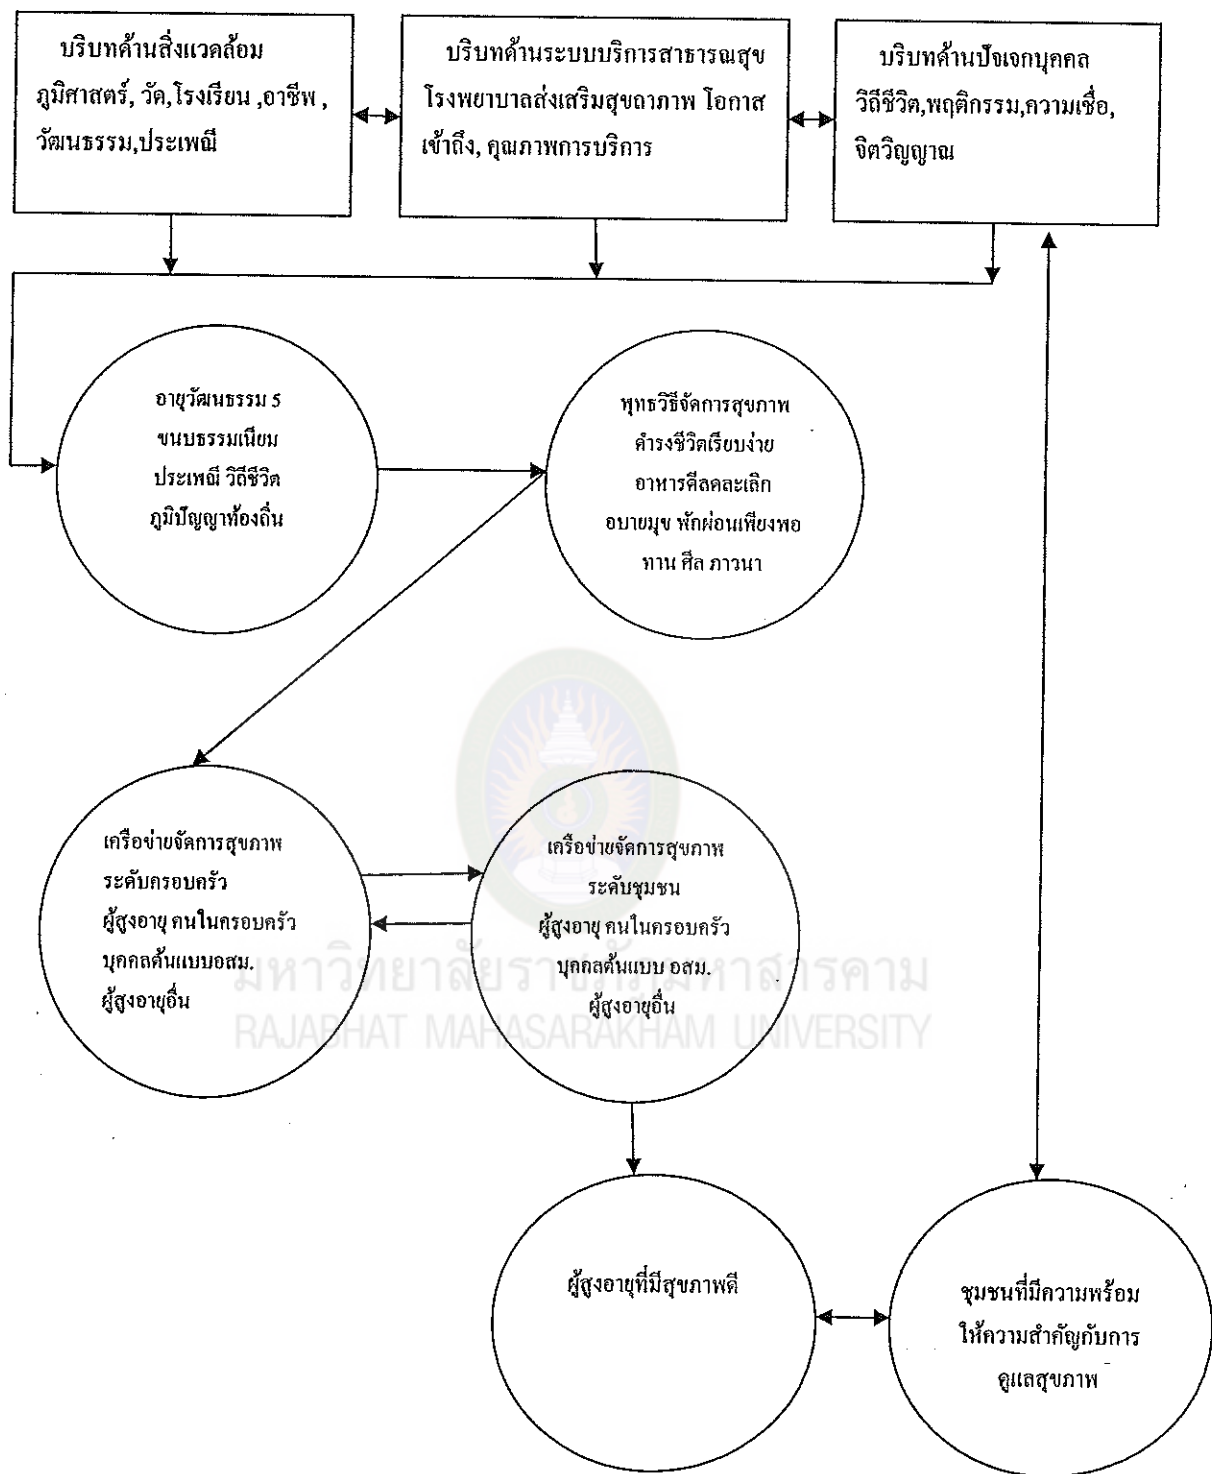 บริบทด้านสิ่งแวดล้อม
ภูมิศาสตร์, วัด,โรงเรียน ,อาชีพ ,
วัฒนธรรม,ประเพณี
บริบทด้านระบบบริการสาธารณสุข
โรงพยาบาลส่งเสริมสุขถาภาพ โอกาส
เข้าถึง, คุณภาพการบริการ
บริบทด้านปัจเจกบุคคล
วิถีชีวิต,พฤติกรรม,ความเชื่อ,
จิตวิญญาณ
อายุวัฒนธรรม 5
ขนบธรรมเนียม
ประเพณี วิถีชีวิต
ภูมิปัญญาท้องถิ่น
พุทธวิธีจัดการสุขภาพ
ดำรงชีวิตเรียบง่าย
อาหารดีลดละเลิก
อบายมุข พักผ่อนเพียงพอ
ทาน ศีล ภาวนา
เครือข่ายจัดการสุขภาพ
ระดับครอบครัว
ผู้สูงอายุ คนในครอบครัว
บุคคลต้นแบบอสม.
ผู้สูงอายุอื่น
เครือข่ายจัดการสุขภาพ
ระดับชุมชน
ผู้สูงอายุ คนในครอบครัว
บุคคลต้นแบบ อสม.
ผู้สูงอายุอื่น
มหาวิทยาลัยราชภัฏมหาสารคาม
RAJABHAT MAHASARAKHAM UNIVERSITY
ผู้สูงอายุที่มีสุขภาพดี
ชุมชนที่มีความพร้อม
ให้ความสำคัญกับการ
ดูแลสุขภาพ